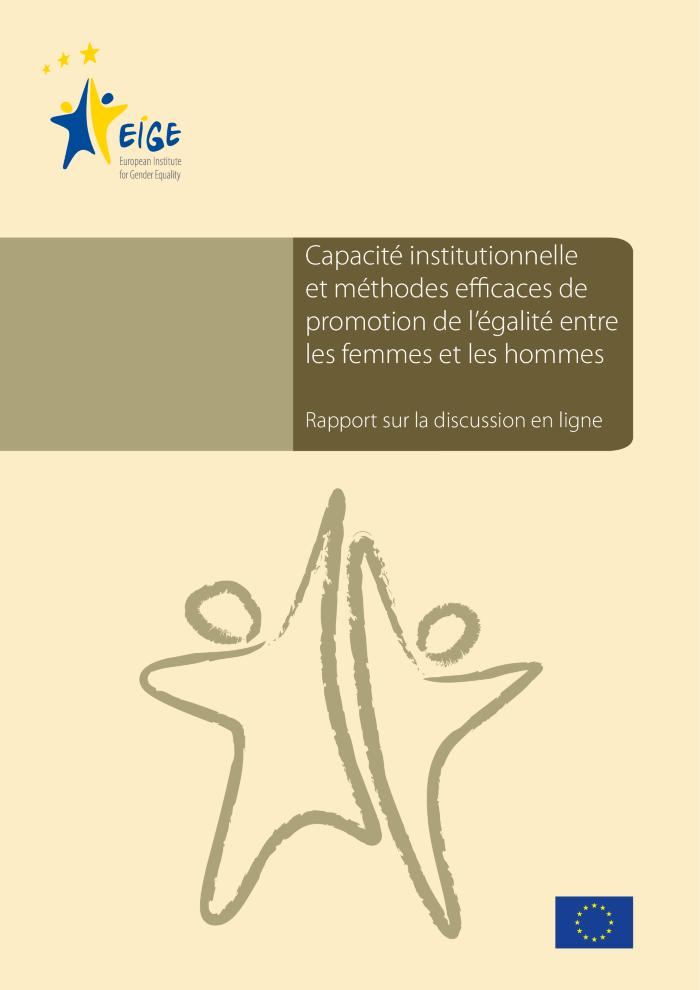 EIGE
European Institute
for Gender Equality
Capacité institutionnelle
et méthodes efficaces de
promotion de l'égalité entre
les femmes et les hommes
Rapport sur la discussion en ligne